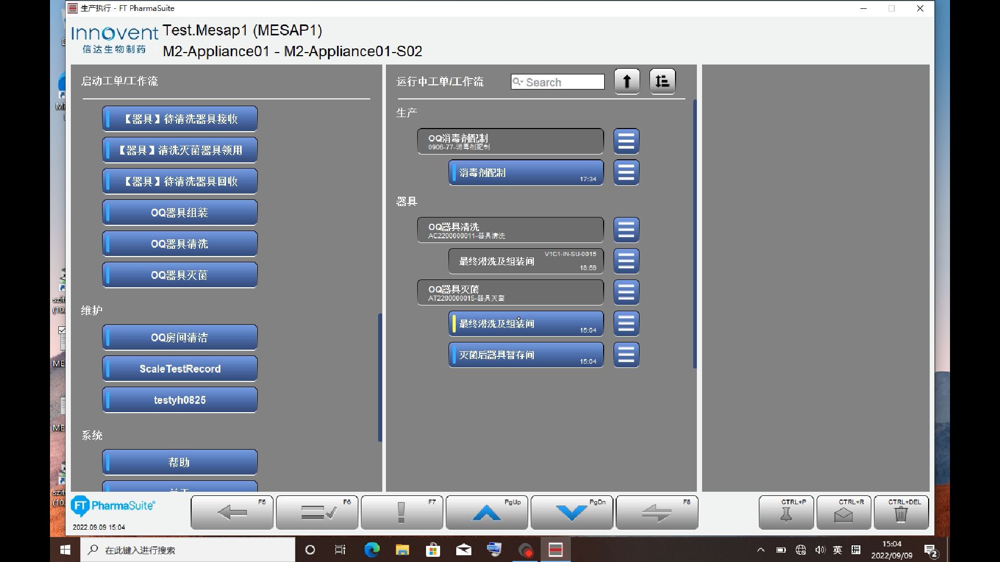 生产执行 - FT PharmaSuite
Innovent
信达生物制药
Test.Mesap1 (MESAP1)
M2-Appliance01 - M2-Appliance01-S02
启动工单/工作流
【器具】待清洗器具接收
【器具】清洗灭菌器具领用
【器具】待清洗器具回收
OQ器具组装
OQ器具清洗
OQ器具灭菌
维护
OQ房间清洁
ScaleTestRecord
testyh0825
系统
帮助
运行中工单/工作流
Search
生产
OQ消毒剂配制
0906-77-消毒剂配制
消毒剂配制
17:34
器具
OQ器具清洗
AC2200000011-器具清洗
V1C1-IN-SU-0015
最终淋洗及组装间
18:59
OQ器具灭菌
AT2200000015-器具灭菌
最终淋洗及组装间
15:04
灭菌后器具暂存间
15:04
FT PharmaSuite®
2022.09.09 15:04
F5
F6
F7
PgUp
PgDn
F8
CTRL+P
CTRL+R
CTRL+DEL
在此键入进行搜索
英
拼
15:04
2022/09/09
2
szit
(10.
ME
ME
szit
(10.